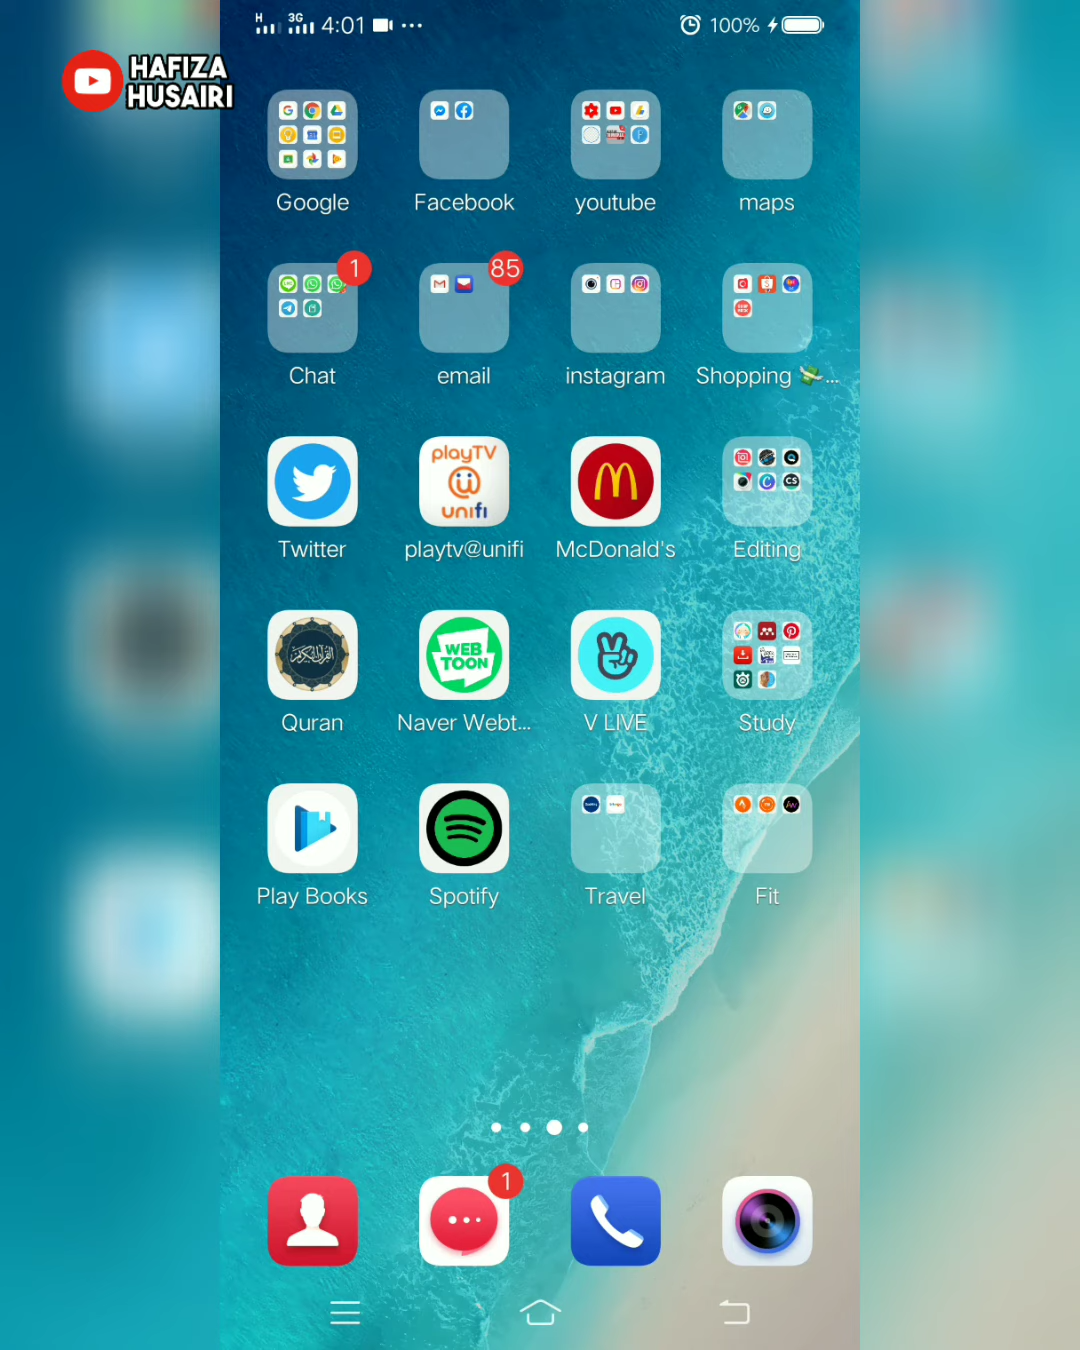 H 3G 4:01 100%
HAFIZA
HUSAIRI
Google Facebook youtube maps
1 85
Chat email instagram Shopping 💸...
playTV
unifi
Twitter playtv@unifi McDonald's Editing
WEB
TOON
Quran Naver Webt... V LIVE Study
Play Books Spotify Travel Fit
1